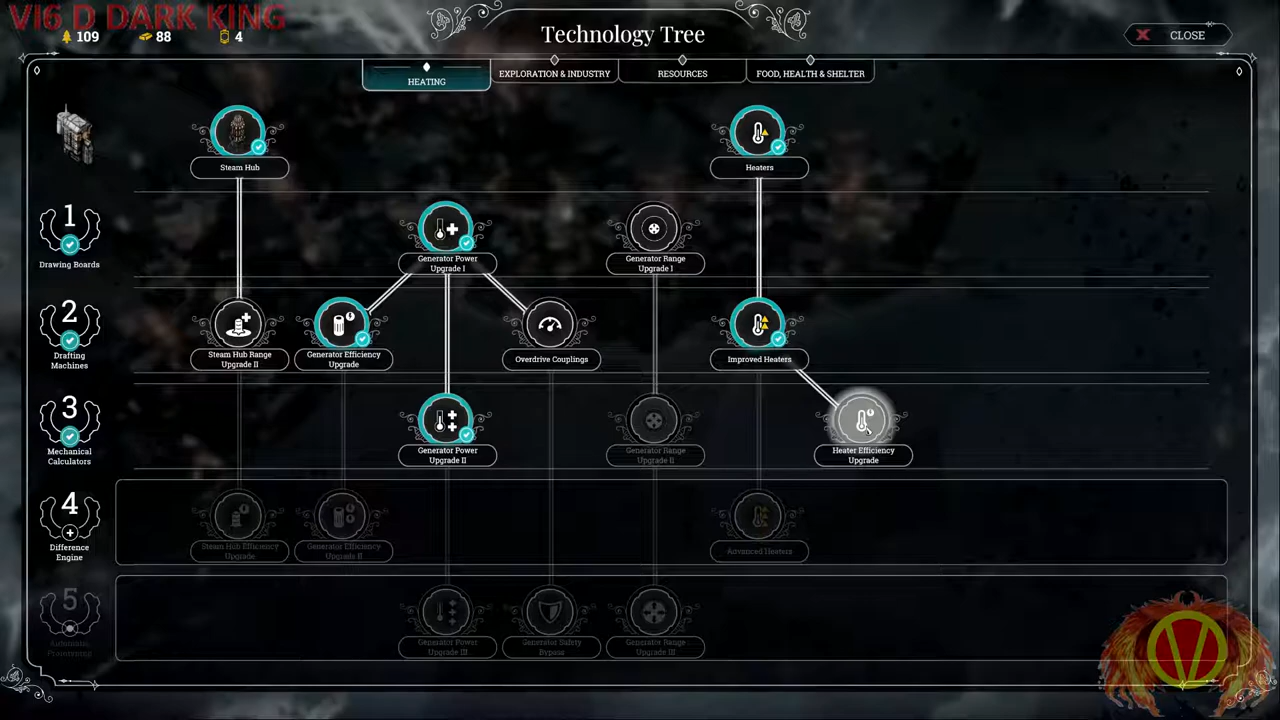 VI6 D DARK KING
109 88 4
Technology Tree
CLOSE
HEATING
EXPLORATION & INDUSTRY
RESOURCES
FOOD, HEALTH & SHELTER
Steam Hub
Heaters
1
Drawing Boards
Generator Power
Upgrade I
Generator Range
Upgrade I
2
Drafting
Machines
Steam Hub Range
Upgrade II
Generator Efficiency
Upgrade
Overdrive Couplings
Improved Heaters
3
Mechanical
Calculators
Generator Power
Upgrade II
Generator Range
Upgrade II
Heater Efficiency
Upgrade
4
Difference
Engine
Steam Hub Efficiency
Upgrade
Generator Efficiency
Upgrade II
Advanced Heaters
5
Automatic
Prototyping
Generator Power
Upgrade III
Generator Safety
Bypass
Generator Range
Upgrade III
V